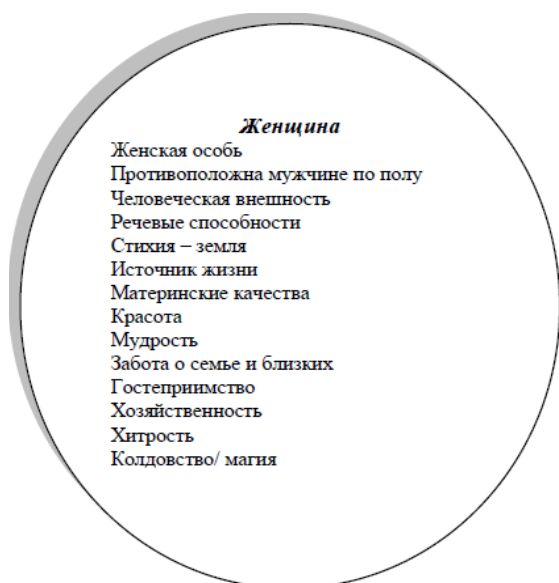 Женщина
Женская особь
Противоположна мужчине по полу
Человеческая внешность
Речевые способности
Стихия – земля
Источник жизни
Материнские качества
Красота
Мудрость
Забота о семье и близких
Гостеприимство
Хозяйственность
Хитрость
Колдовство/ магия